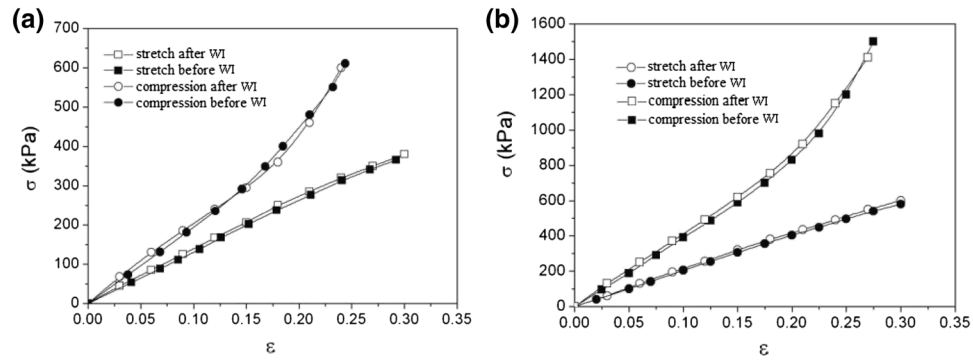 (a)
700
600
500
400
300
200
100
0
σ (kPa)
stretch after WI
stretch before WI
compression after WI
compression before WI
0.00 0.05 0.10 0.15 0.20 0.25 0.30 0.35
ε
(b)
1600
1400
1200
1000
800
600
400
200
0
σ (kPa)
stretch after WI
stretch before WI
compression after WI
compression before WI
0.00 0.05 0.10 0.15 0.20 0.25 0.30 0.35
ε